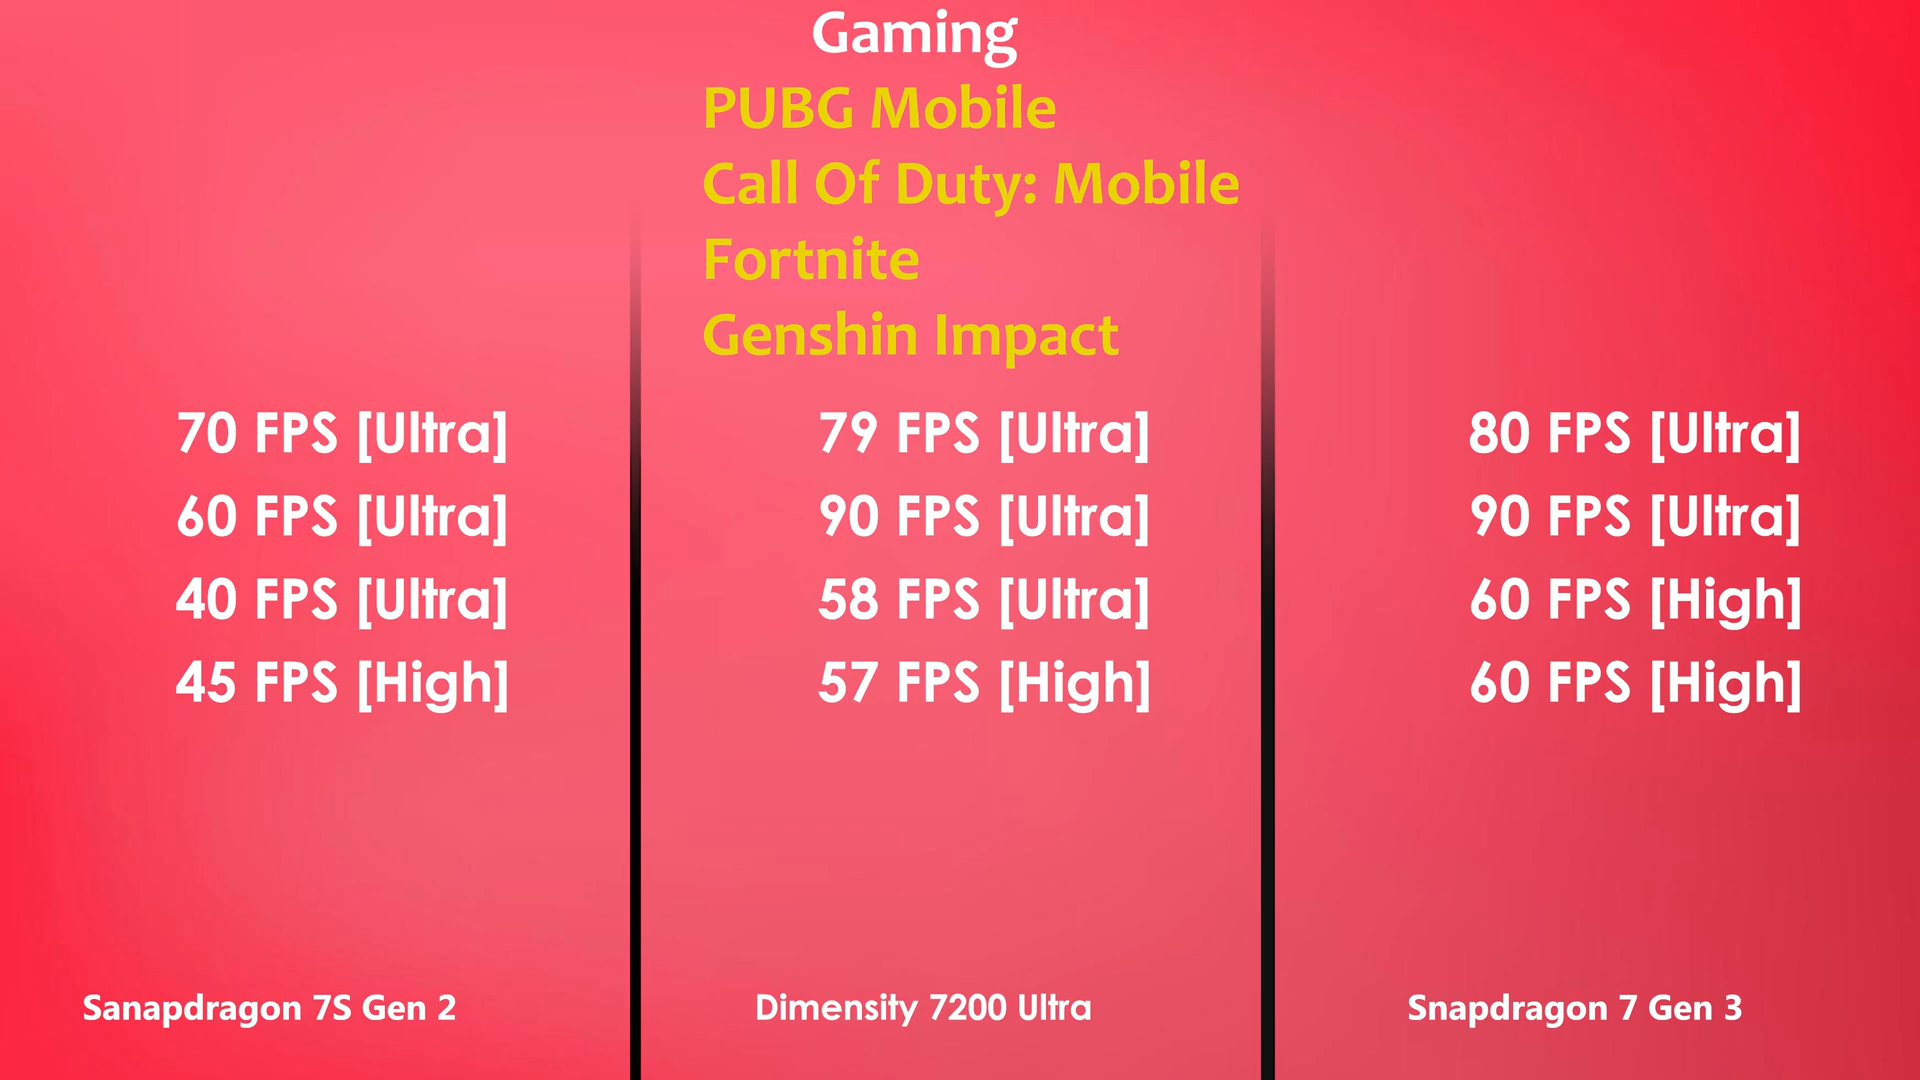 Gaming
PUBG Mobile
Call Of Duty: Mobile
Fortnite
Genshin Impact
70 FPS [Ultra]
60 FPS [Ultra]
40 FPS [Ultra]
45 FPS [High]
79 FPS [Ultra]
90 FPS [Ultra]
58 FPS [Ultra]
57 FPS [High]
80 FPS [Ultra]
90 FPS [Ultra]
60 FPS [High]
60 FPS [High]
Sanapdragon 7S Gen 2
Dimensity 7200 Ultra
Snapdragon 7 Gen 3